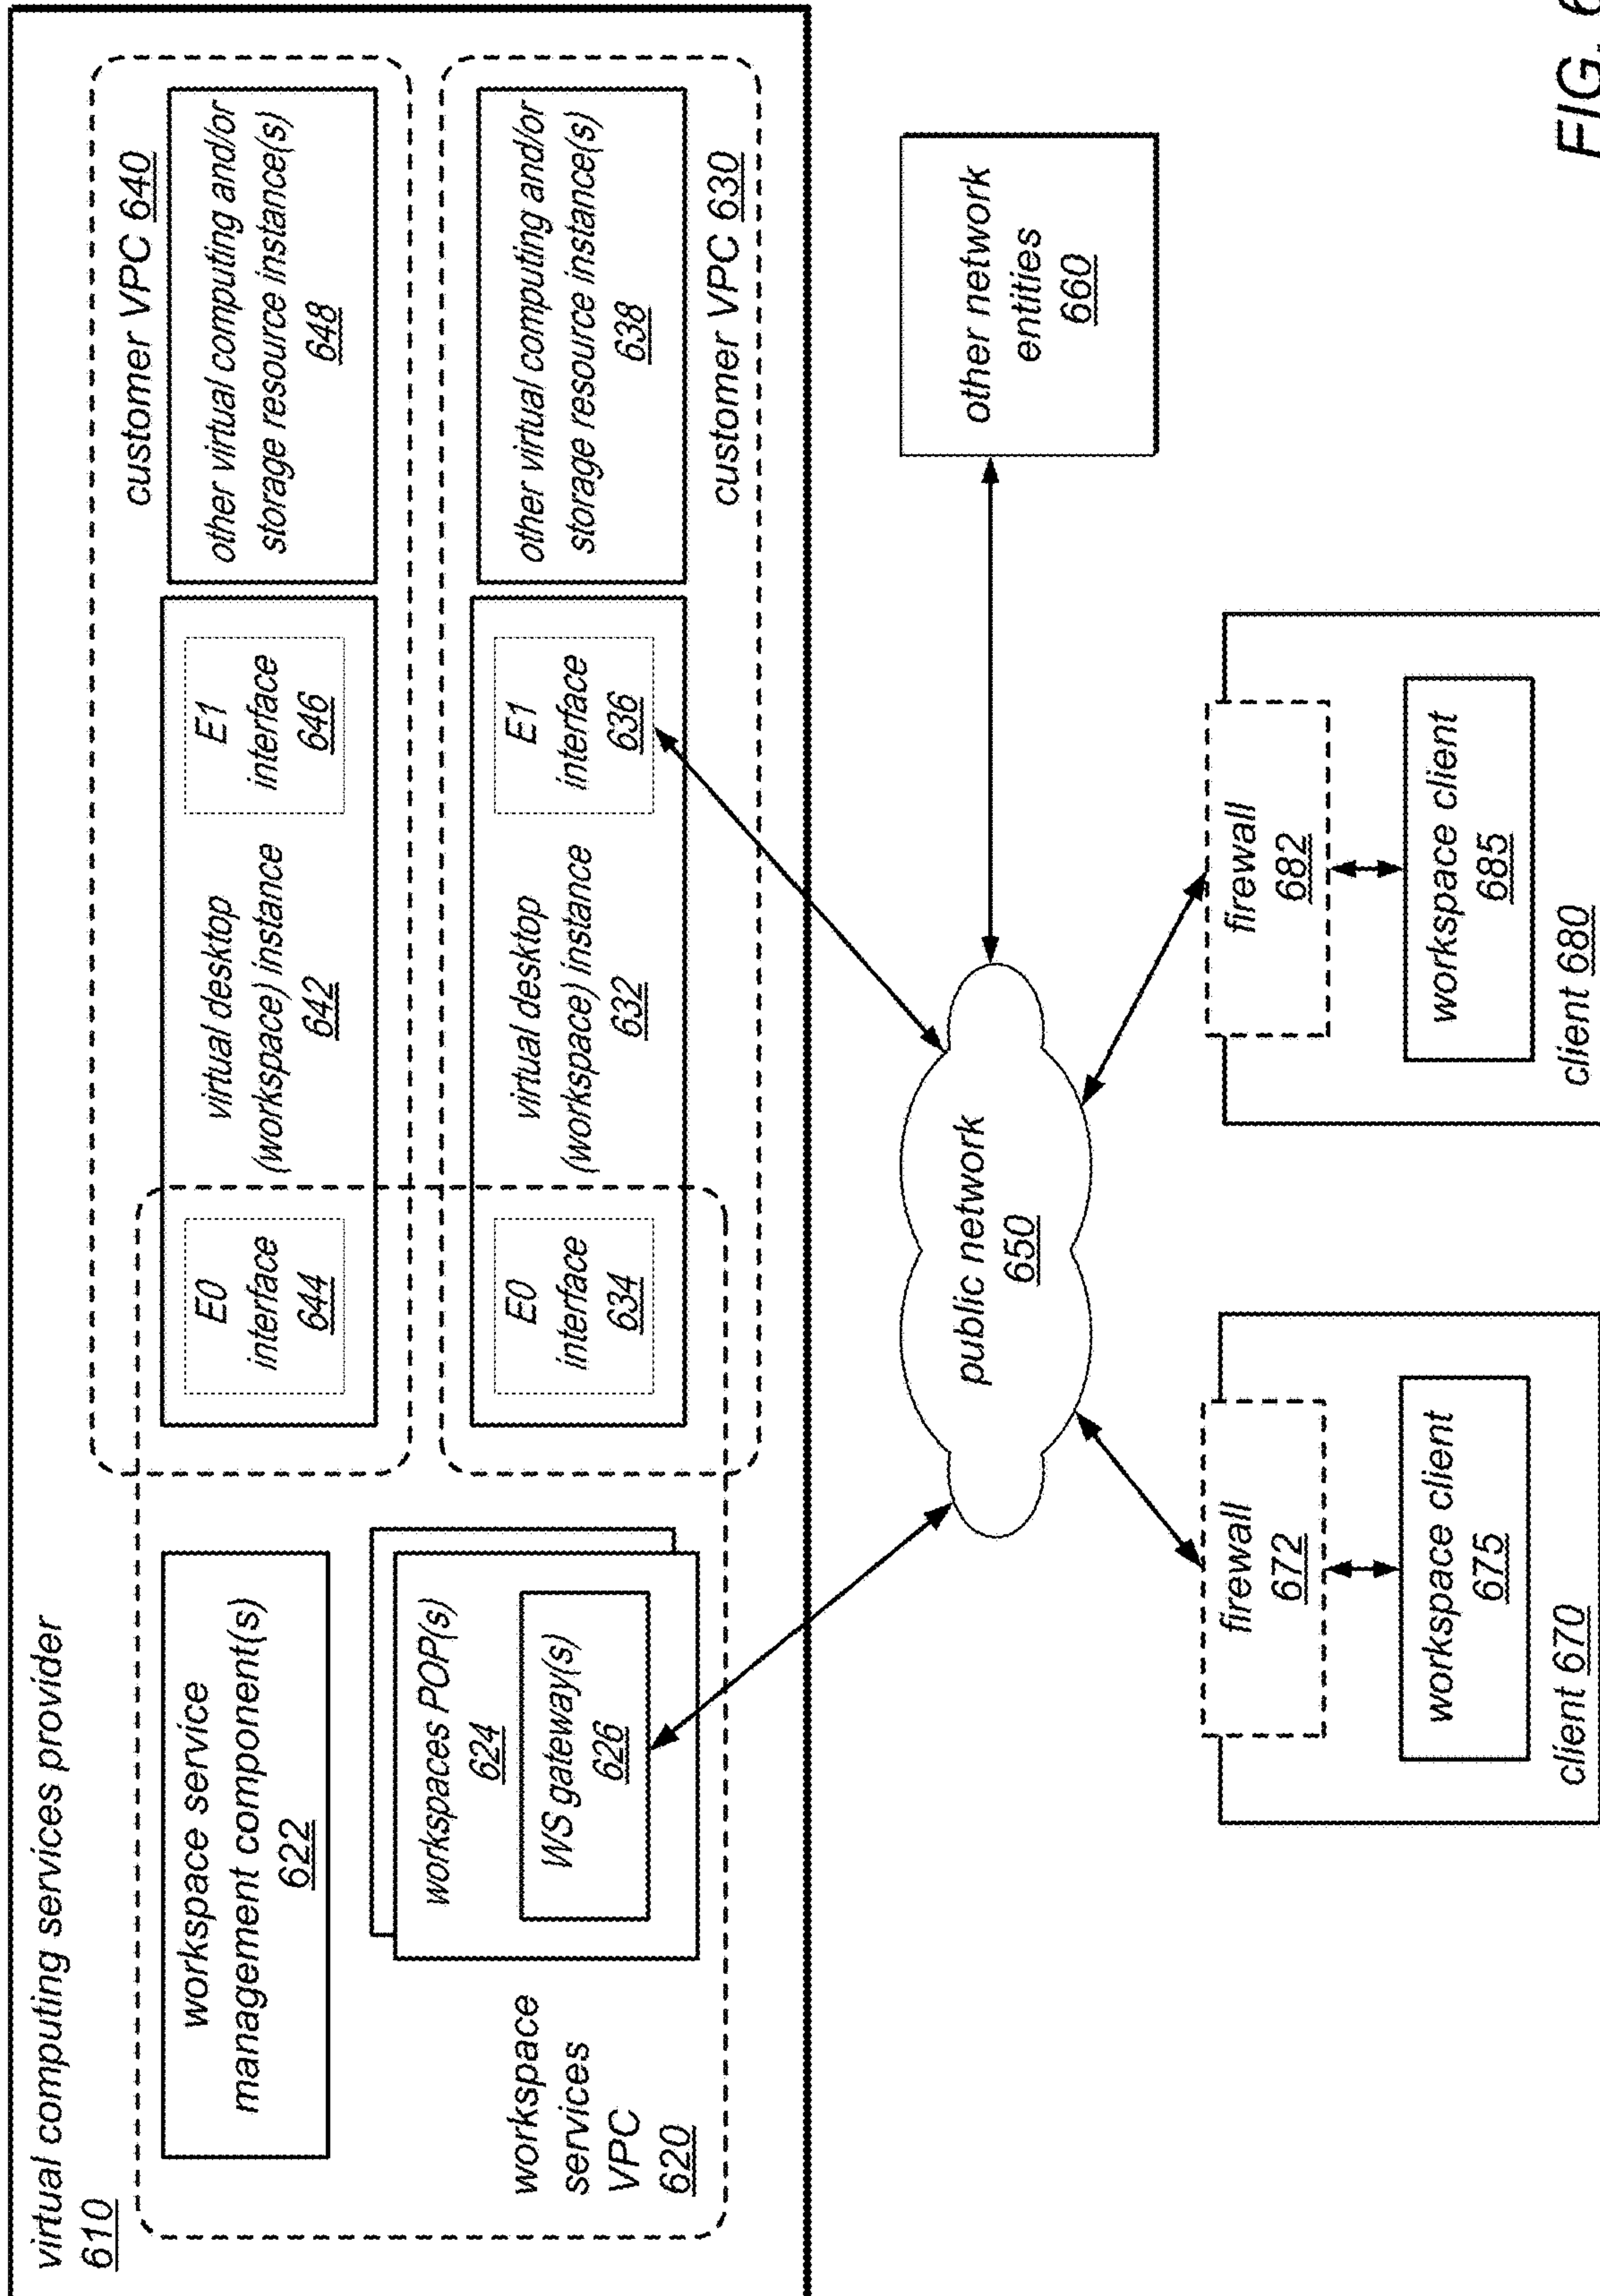 virtual computing services provider
610
workspace service
management component(s)
622
workspaces POP(s)
624
WS gateway(s)
626
workspace
services
VPC
620
E0
interface
644
virtual desktop
(workspace) instance
642
E1
interface
646
customer VPC 640
other virtual computing and/or
storage resource instance(s)
648
E0
interface
634
virtual desktop
(workspace) instance
632
E1
interface
636
other virtual computing and/or
storage resource instance(s)
638
customer VPC 630
public network
650
other network
entities
660
firewall
672
workspace client
675
client 670
firewall
682
workspace client
685
client 680
FIG. 6